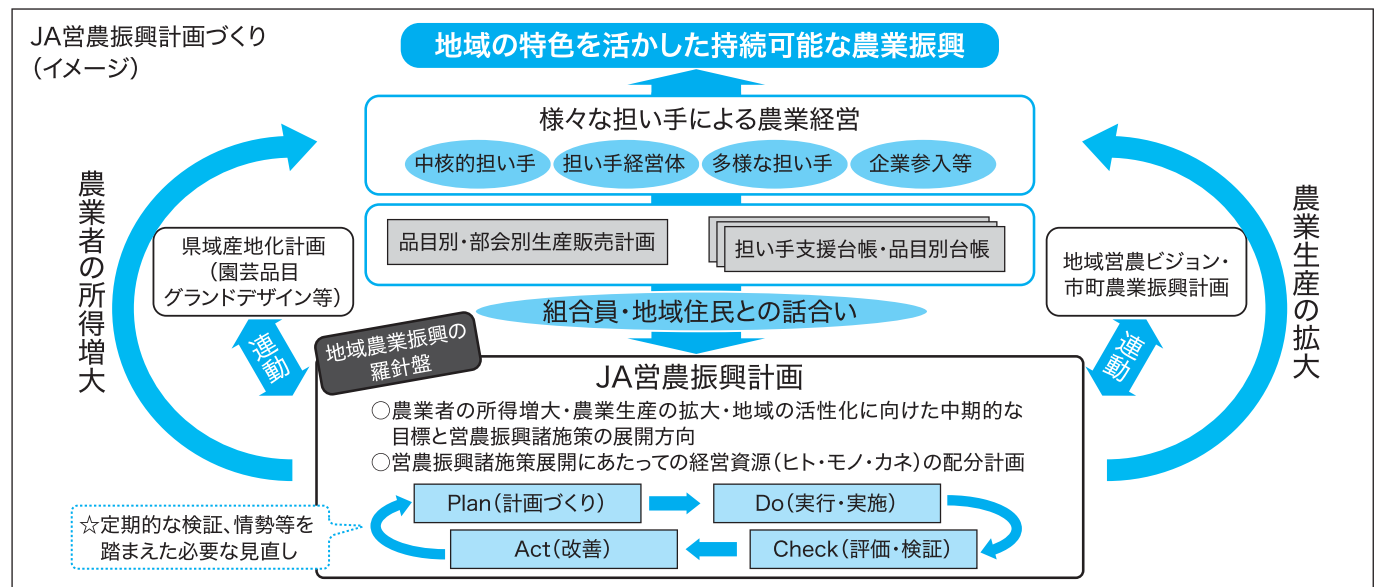 JA営農振興計画づくり
（イメージ）
地域の特色を活かした持続可能な農業振興
様々な担い手による農業経営
中核的担い手
担い手経営体
多様な担い手
企業参入等
品目別・部会別生産販売計画
担い手支援台帳・品目別台帳
農業者の所得増大
県域産地化計画
（園芸品目
グランドデザイン等）
地域営農ビジョン・
市町農業振興計画
農業生産の拡大
組合員・地域住民との話合い
連動
連動
地域農業振興の
羅針盤
JA営農振興計画
○農業者の所得増大・農業生産の拡大・地域の活性化に向けた中期的な
目標と営農振興諸施策の展開方向
○営農振興諸施策展開にあたっての経営資源（ヒト・モノ・カネ）の配分計画
Plan（計画づくり）
Do（実行・実施）
Act（改善）
Check（評価・検証）
☆定期的な検証、情勢等を
踏まえた必要な見直し